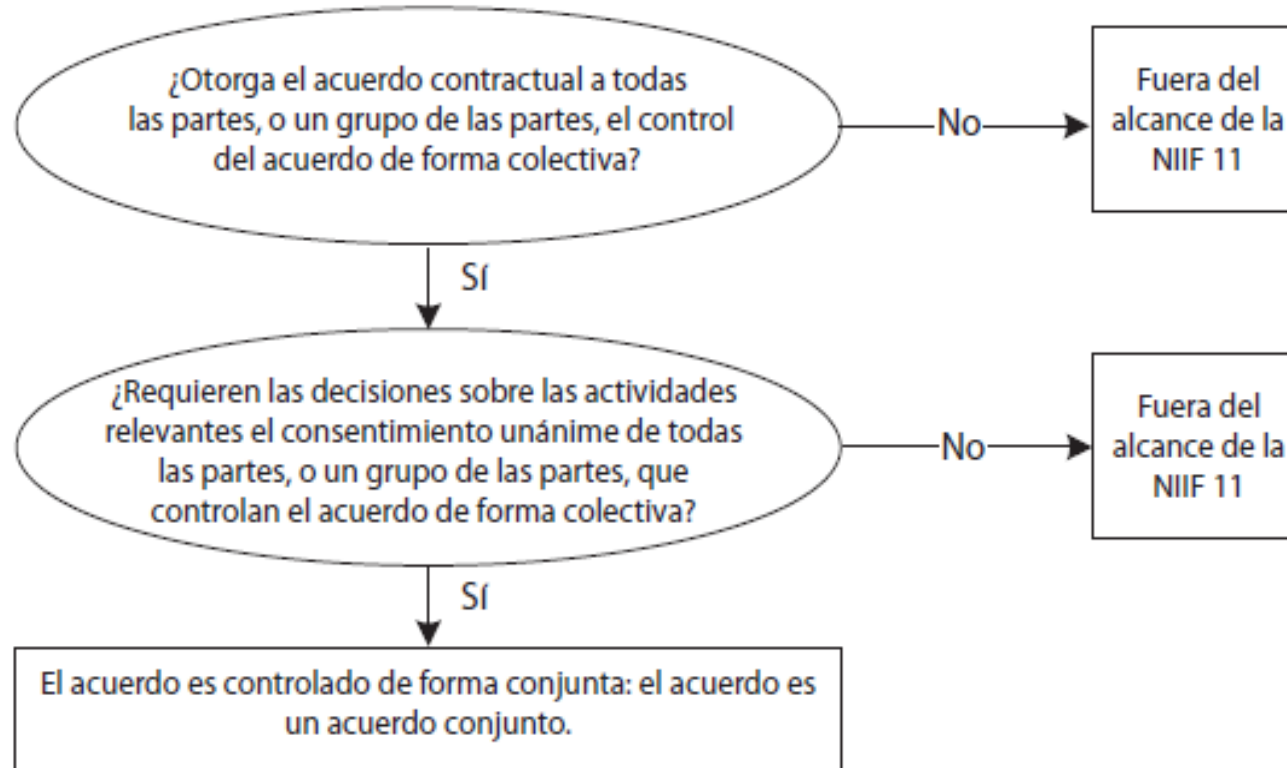 ¿Otorga el acuerdo contractual a todas
las partes, o un grupo de las partes, el control
del acuerdo de forma colectiva?
No
Fuera del
alcance de la
NIIF 11
Sí
¿Requieren las decisiones sobre las actividades
relevantes el consentimiento unánime de todas
las partes, o un grupo de las partes, que
controlan el acuerdo de forma colectiva?
No
Fuera del
alcance de la
NIIF 11
Sí
El acuerdo es controlado de forma conjunta: el acuerdo es
un acuerdo conjunto.